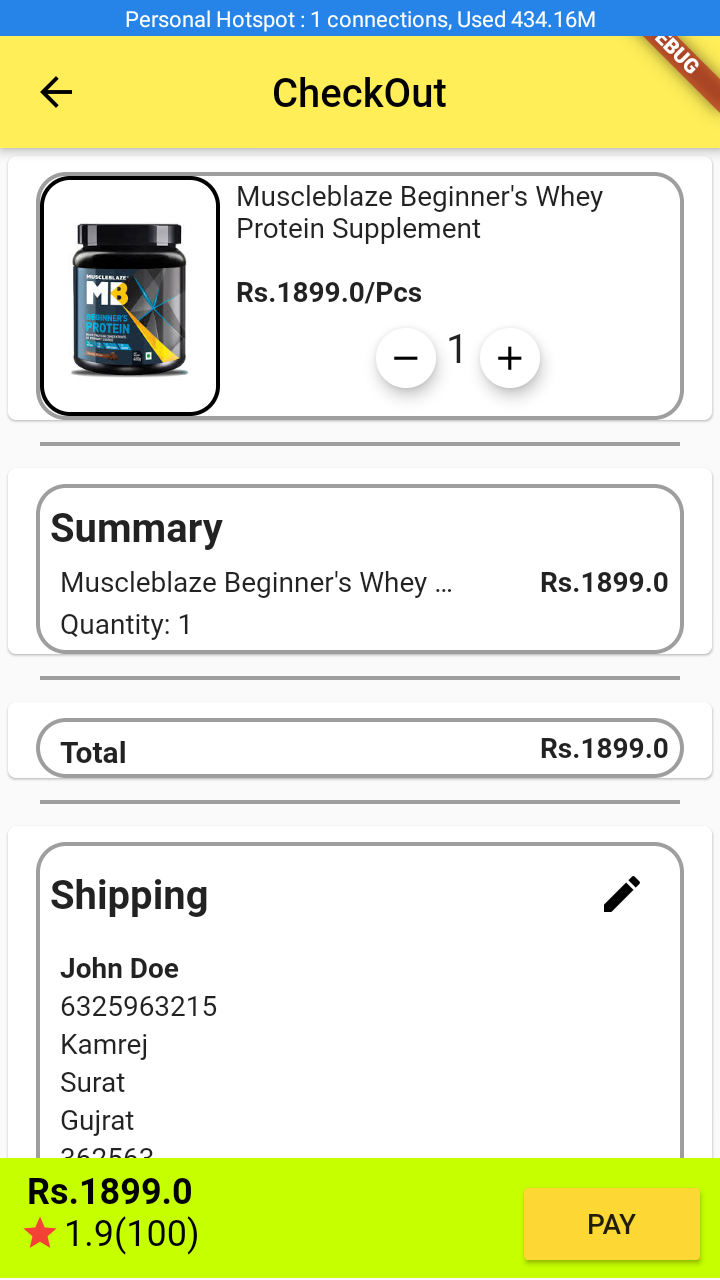 Personal Hotspot : 1 connections, Used 434.16M
CheckOut
EBUG
Muscleblaze Beginner's Whey
Protein Supplement
Rs.1899.0/Pcs
MUSCLEBLAZE
MB
BEGINNER'S
PROTEIN
1
Summary
Muscleblaze Beginner's Whey ...
Rs.1899.0
Quantity: 1
Total
Rs.1899.0
Shipping
John Doe
6325963215
Kamrej
Surat
Gujrat
362563
Rs.1899.0
1.9(100)
PAY